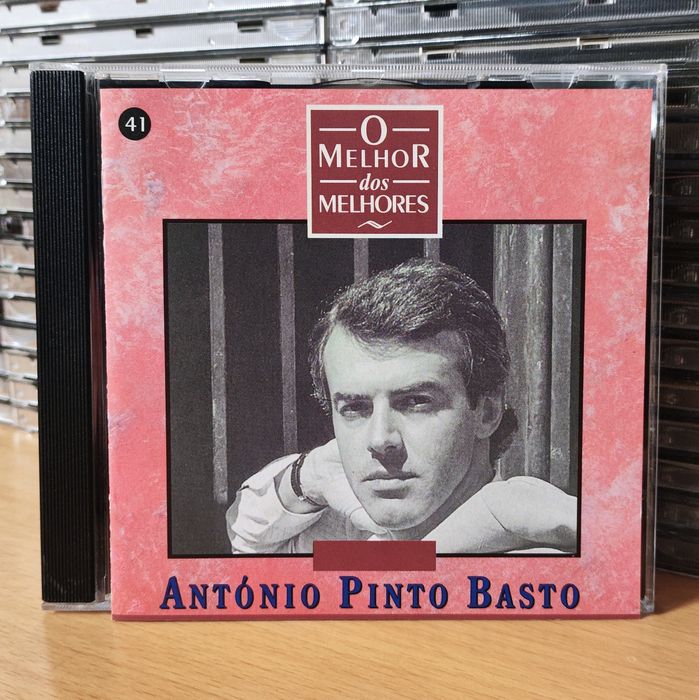 41
O
MELHOR
dos
MELHORES
ANTÓNIO PINTO BASTO